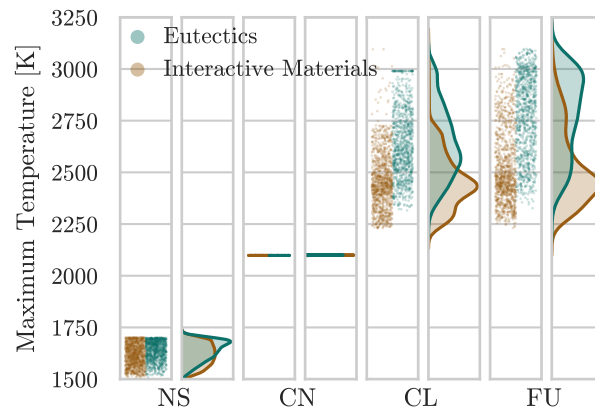 Maximum Temperature [K]
3250
3000
2750
2500
2250
2000
1750
1500
Eutectics
Interactive Materials
NS
CN
CL
FU